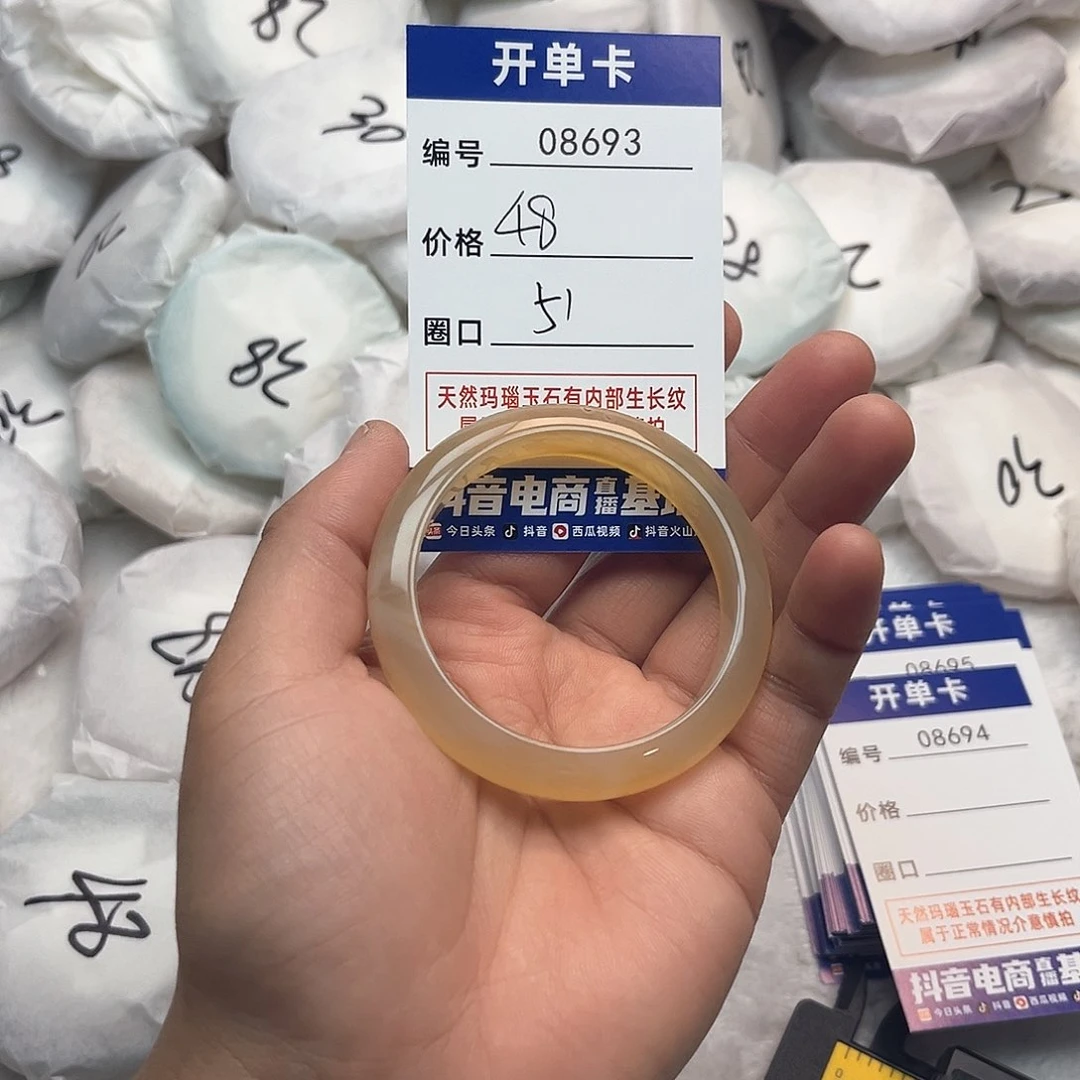 开单卡
编号 08693
价格 48
圈口 51
天然玛瑙玉石有内部生长纹
抖音电商直播基地
今日头条 抖音 西瓜视频 抖音火山
30
38
48
开单卡
08695
开单卡
编号 08694
价格
圈口
天然玛瑙玉石有内部生长纹
属于正常情况介意慎拍
抖音电商直播基
今日头条 抖音 西瓜视频
0